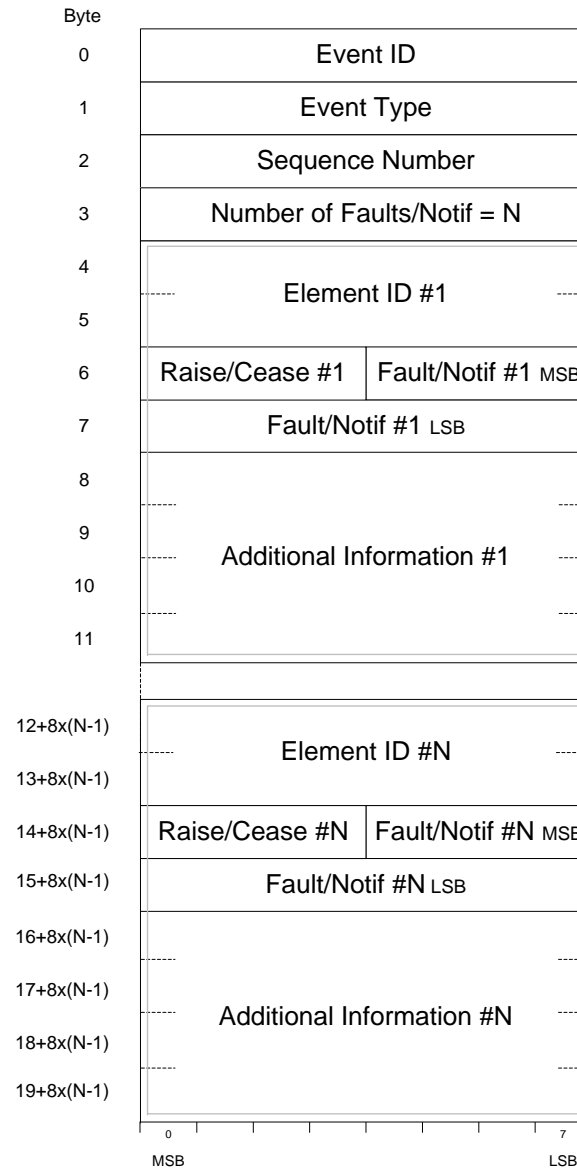 Byte
0 Event ID
1 Event Type
2 Sequence Number
3 Number of Faults/Notif = N
4
Element ID #1
5
6 Raise/Cease #1 Fault/Notif #1 MSB
7 Fault/Notif #1 LSB
8
9
Additional Information #1
10
11
12+8x(N-1)
Element ID #N
13+8x(N-1)
14+8x(N-1) Raise/Cease #N Fault/Notif #N MSB
15+8x(N-1) Fault/Notif #N LSB
16+8x(N-1)
17+8x(N-1)
Additional Information #N
18+8x(N-1)
19+8x(N-1)
0 7
MSB LSB